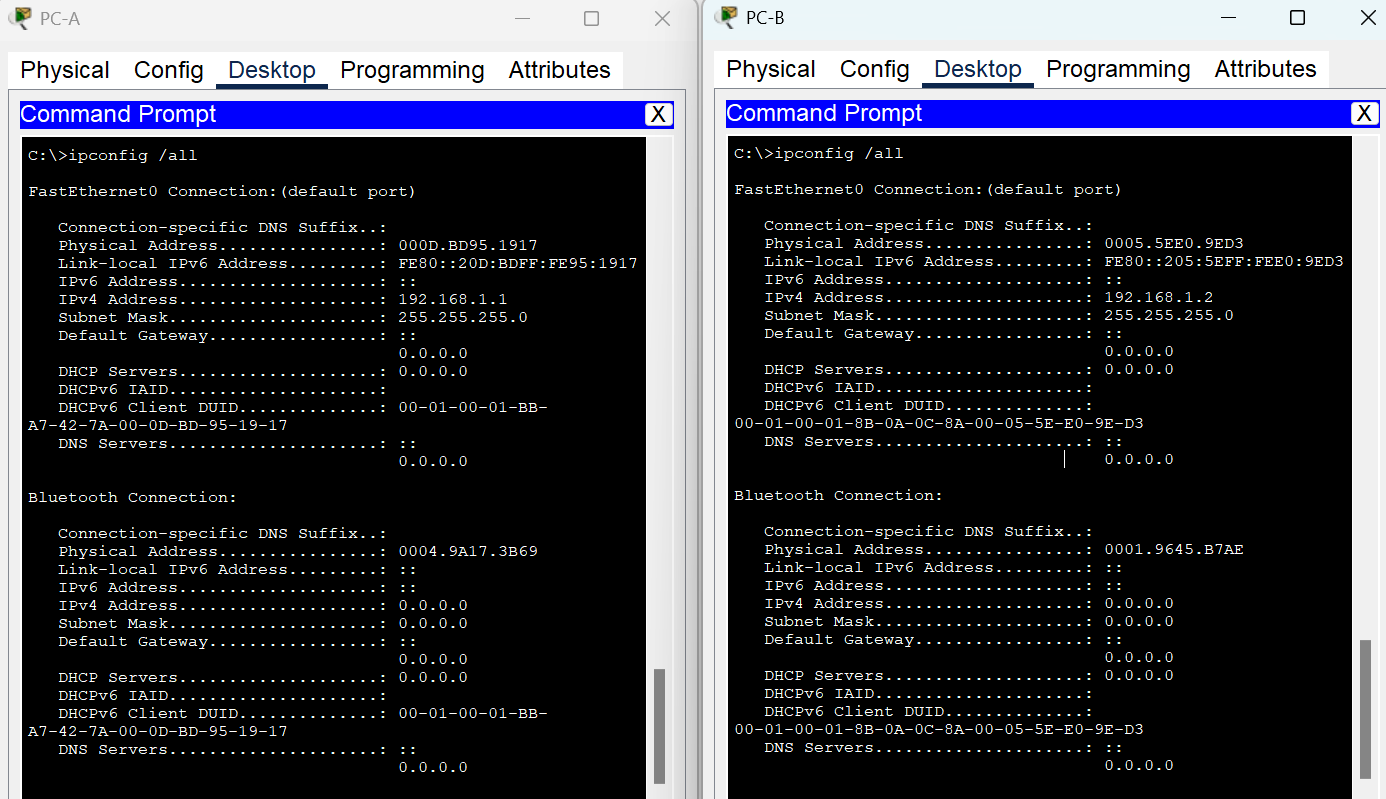 PC-A
Physical Config Desktop Programming Attributes
Command Prompt
X
C:\>ipconfig /all
FastEthernet0 Connection:(default port)
Connection-specific DNS Suffix..:
Physical Address................: 000D.BD95.1917
Link-local IPv6 Address.........: FE80::20D:BDFF:FE95:1917
IPv6 Address....................: ::
IPv4 Address....................: 192.168.1.1
Subnet Mask.....................: 255.255.255.0
Default Gateway.................: ::
0.0.0.0
DHCP Servers....................: 0.0.0.0
DHCPv6 IAID.....................:
DHCPv6 Client DUID..............: 00-01-00-01-BB-
A7-42-7A-00-0D-BD-95-19-17
DNS Servers.....................: ::
0.0.0.0
Bluetooth Connection:
Connection-specific DNS Suffix..:
Physical Address................: 0004.9A17.3B69
Link-local IPv6 Address.........: ::
IPv6 Address....................: ::
IPv4 Address....................: 0.0.0.0
Subnet Mask.....................: 0.0.0.0
Default Gateway.................: ::
0.0.0.0
DHCP Servers....................: 0.0.0.0
DHCPv6 IAID.....................:
DHCPv6 Client DUID..............: 00-01-00-01-BB-
A7-42-7A-00-0D-BD-95-19-17
DNS Servers.....................: ::
0.0.0.0
PC-B
Physical Config Desktop Programming Attributes
Command Prompt
X
C:\>ipconfig /all
FastEthernet0 Connection:(default port)
Connection-specific DNS Suffix..:
Physical Address................: 0005.5EE0.9ED3
Link-local IPv6 Address.........: FE80::205:5EFF:FEE0:9ED3
IPv6 Address....................: ::
IPv4 Address....................: 192.168.1.2
Subnet Mask.....................: 255.255.255.0
Default Gateway.................: ::
0.0.0.0
DHCP Servers....................: 0.0.0.0
DHCPv6 IAID.....................:
DHCPv6 Client DUID..............:
00-01-00-01-8B-0A-0C-8A-00-05-5E-E0-9E-D3
DNS Servers.....................: ::
0.0.0.0
Bluetooth Connection:
Connection-specific DNS Suffix..:
Physical Address................: 0001.9645.B7AE
Link-local IPv6 Address.........: ::
IPv6 Address....................: ::
IPv4 Address....................: 0.0.0.0
Subnet Mask.....................: 0.0.0.0
Default Gateway.................: ::
0.0.0.0
DHCP Servers....................: 0.0.0.0
DHCPv6 IAID.....................:
DHCPv6 Client DUID..............:
00-01-00-01-8B-0A-0C-8A-00-05-5E-E0-9E-D3
DNS Servers.....................: ::
0.0.0.0